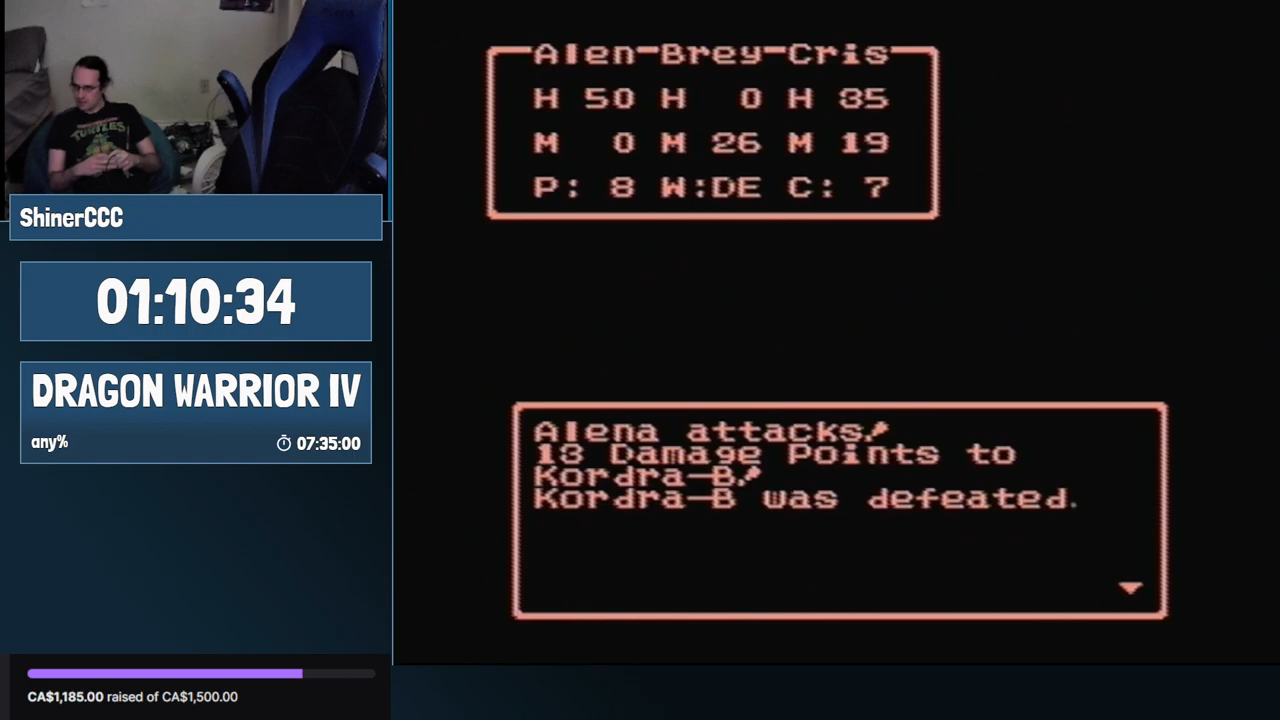 ShinerCCC
01:10:34
DRAGON WARRIOR IV
any% 07:35:00
CA$1,185.00 raised of CA$1,500.00
TURTLES
Alen Brey Cris
H 50 H 0 H 35
M 0 M 26 M 19
P: 8 W:DE C: 7
Alena attacks!
13 Damage Points to
Kordra-B!
Kordra-B was defeated.